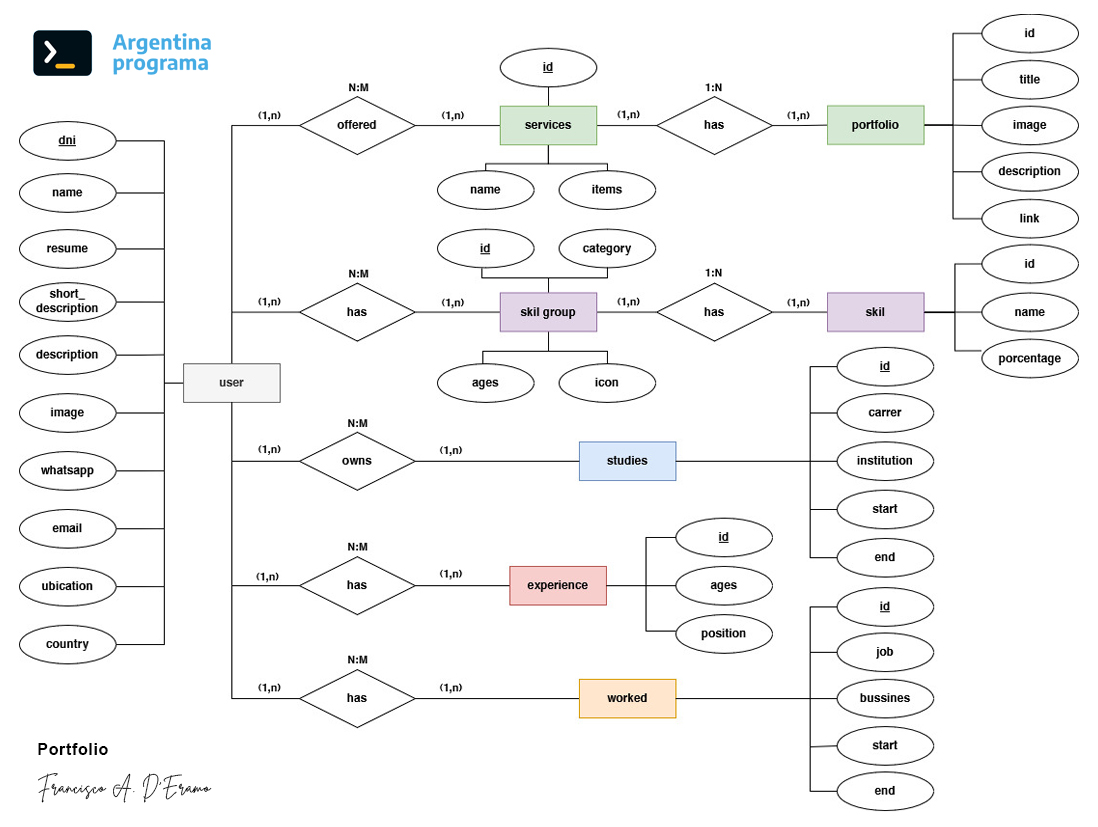 Argentina
programa
dni
name
resume
short_
description
description
image
whatsapp
email
ubication
country
user
N:M
(1,n)
offered
(1,n)
id
services
name
items
(1,n)
1:N
has
(1,n)
portfolio
id
title
image
description
link
N:M
(1,n)
has
(1,n)
id
category
skil group
ages
icon
(1,n)
1:N
has
(1,n)
skil
id
name
porcentage
N:M
(1,n)
owns
(1,n)
studies
id
carrer
institution
start
end
N:M
(1,n)
has
(1,n)
experience
id
ages
position
N:M
(1,n)
has
(1,n)
worked
id
job
bussines
start
end
Portfolio
Francisco A. D'Eramo